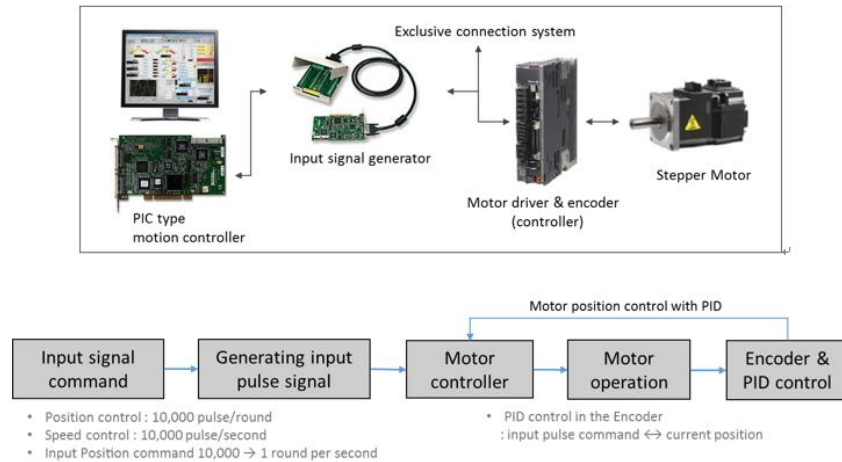 Exclusive connection system
Input signal generator
PIC type
motion controller
Motor driver & encoder
(controller)
Stepper Motor
Motor position control with PID
Input signal
command
Generating input
pulse signal
Motor
controller
Motor
operation
Encoder &
PID control
• Position control : 10,000 pulse/round
• Speed control : 10,000 pulse/second
• Input Position command 10,000 → 1 round per second
• PID control in the Encoder
: input pulse command ↔ current position